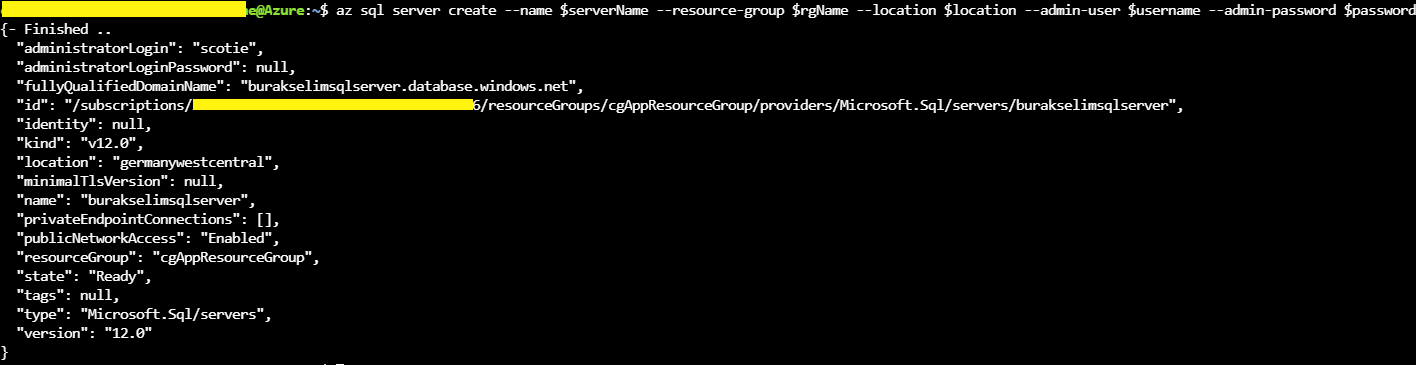 ne@Azure:~$ az sql server create --name $serverName --resource-group $rgName --location $location --admin-user $username --admin-password $password
{- Finished ..
  "administratorLogin": "scotie",
  "administratorLoginPassword": null,
  "fullyQualifiedDomainName": "burakselimsqlserver.database.windows.net",
  "id": "/subscriptions/6/resourceGroups/cgAppResourceGroup/providers/Microsoft.Sql/servers/burakselimsqlserver",
  "identity": null,
  "kind": "v12.0",
  "location": "germanywestcentral",
  "minimalTlsVersion": null,
  "name": "burakselimsqlserver",
  "privateEndpointConnections": [],
  "publicNetworkAccess": "Enabled",
  "resourceGroup": "cgAppResourceGroup",
  "state": "Ready",
  "tags": null,
  "type": "Microsoft.Sql/servers",
  "version": "12.0"
}